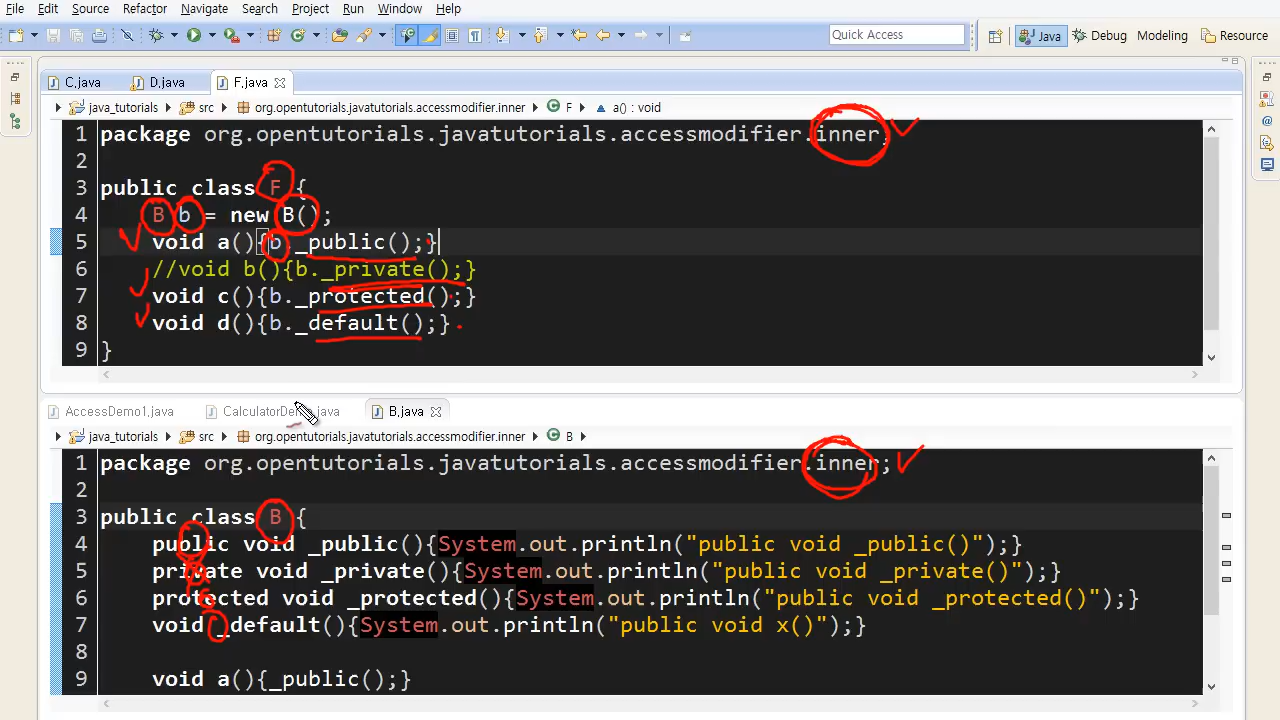 File Edit Source Refactor Navigate Search Project Run Window Help
Quick Access Java Debug Modeling Resource
C.java D.java F.java
java_tutorials src org.opentutorials.javatutorials.accessmodifier.inner F a() : void
1 package org.opentutorials.javatutorials.accessmodifier.inner;
2
3 public class F {
4 B b = new B();
5 void a(){b._public();}
6 //void b(){b._private();}
7 void c(){b._protected();}
8 void d(){b._default();}
9 }
AccessDemo1.java CalculatorDemo.java B.java
java_tutorials src org.opentutorials.javatutorials.accessmodifier.inner B
1 package org.opentutorials.javatutorials.accessmodifier.inner;
2
3 public class B {
4 public void _public(){System.out.println("public void _public()");}
5 private void _private(){System.out.println("public void _private()");}
6 protected void _protected(){System.out.println("public void _protected()");}
7 void _default(){System.out.println("public void x()");}
8
9 void a(){_public();}